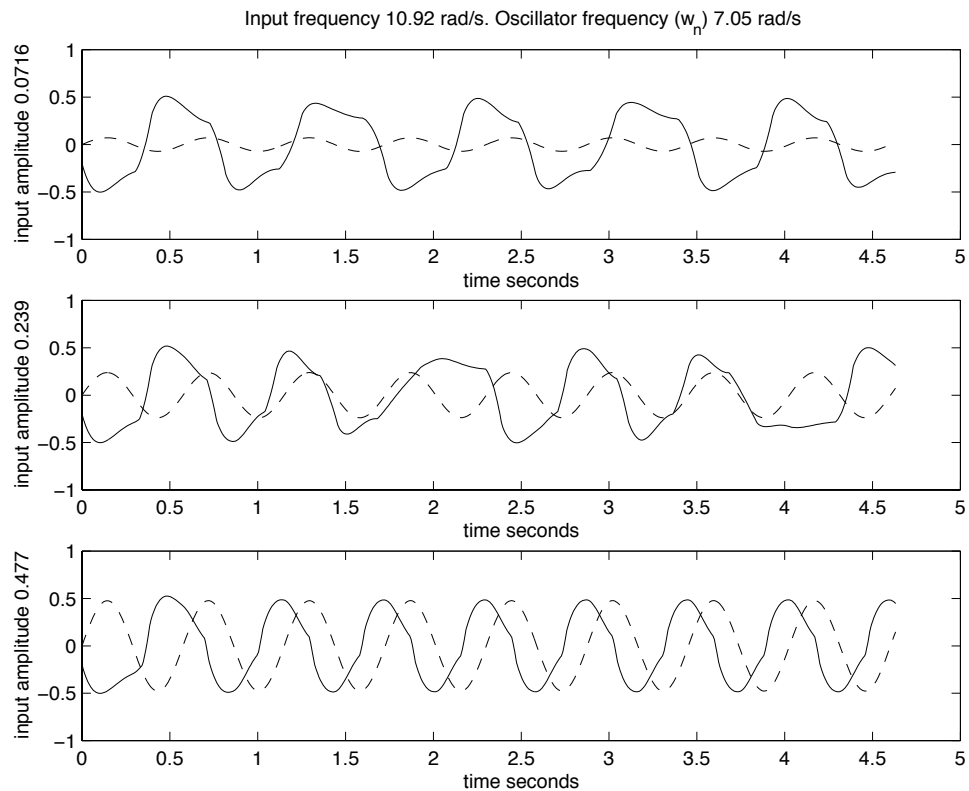 Input frequency 10.92 rad/s. Oscillator frequency (w_n) 7.05 rad/s
input amplitude 0.0716
1
0.5
0
−0.5
−1
0 0.5 1 1.5 2 2.5 3 3.5 4 4.5 5
time seconds
input amplitude 0.239
1
0.5
0
−0.5
−1
0 0.5 1 1.5 2 2.5 3 3.5 4 4.5 5
time seconds
input amplitude 0.477
1
0.5
0
−0.5
−1
0 0.5 1 1.5 2 2.5 3 3.5 4 4.5 5
time seconds